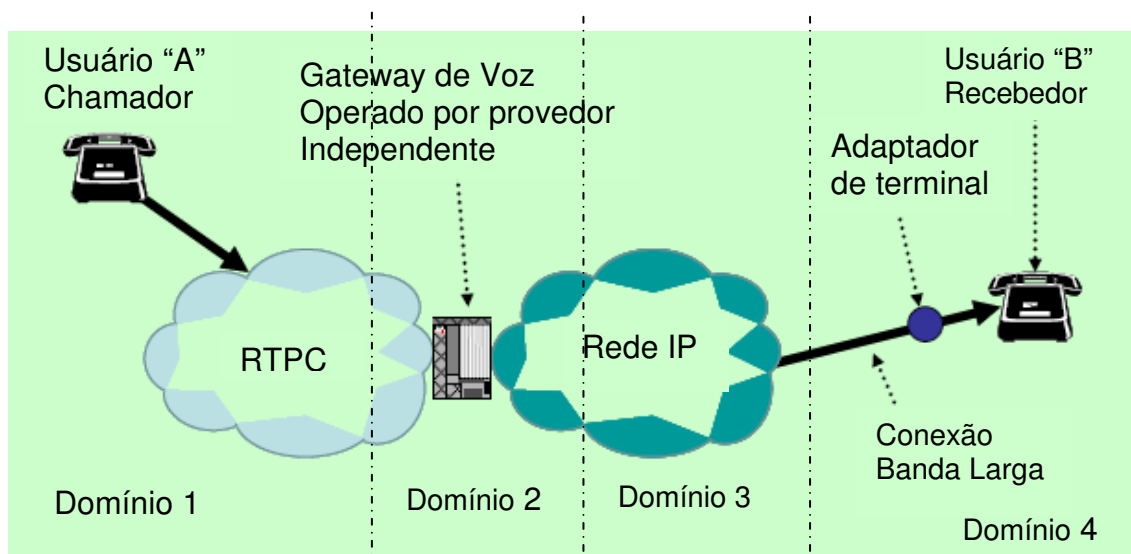 Usuário “A”
Chamador
Gateway de Voz
Operado por provedor
Independente
Usuário “B”
Recebedor
Adaptador
de terminal
RTPC
Rede IP
Conexão
Banda Larga
Domínio 1
Domínio 2
Domínio 3
Domínio 4